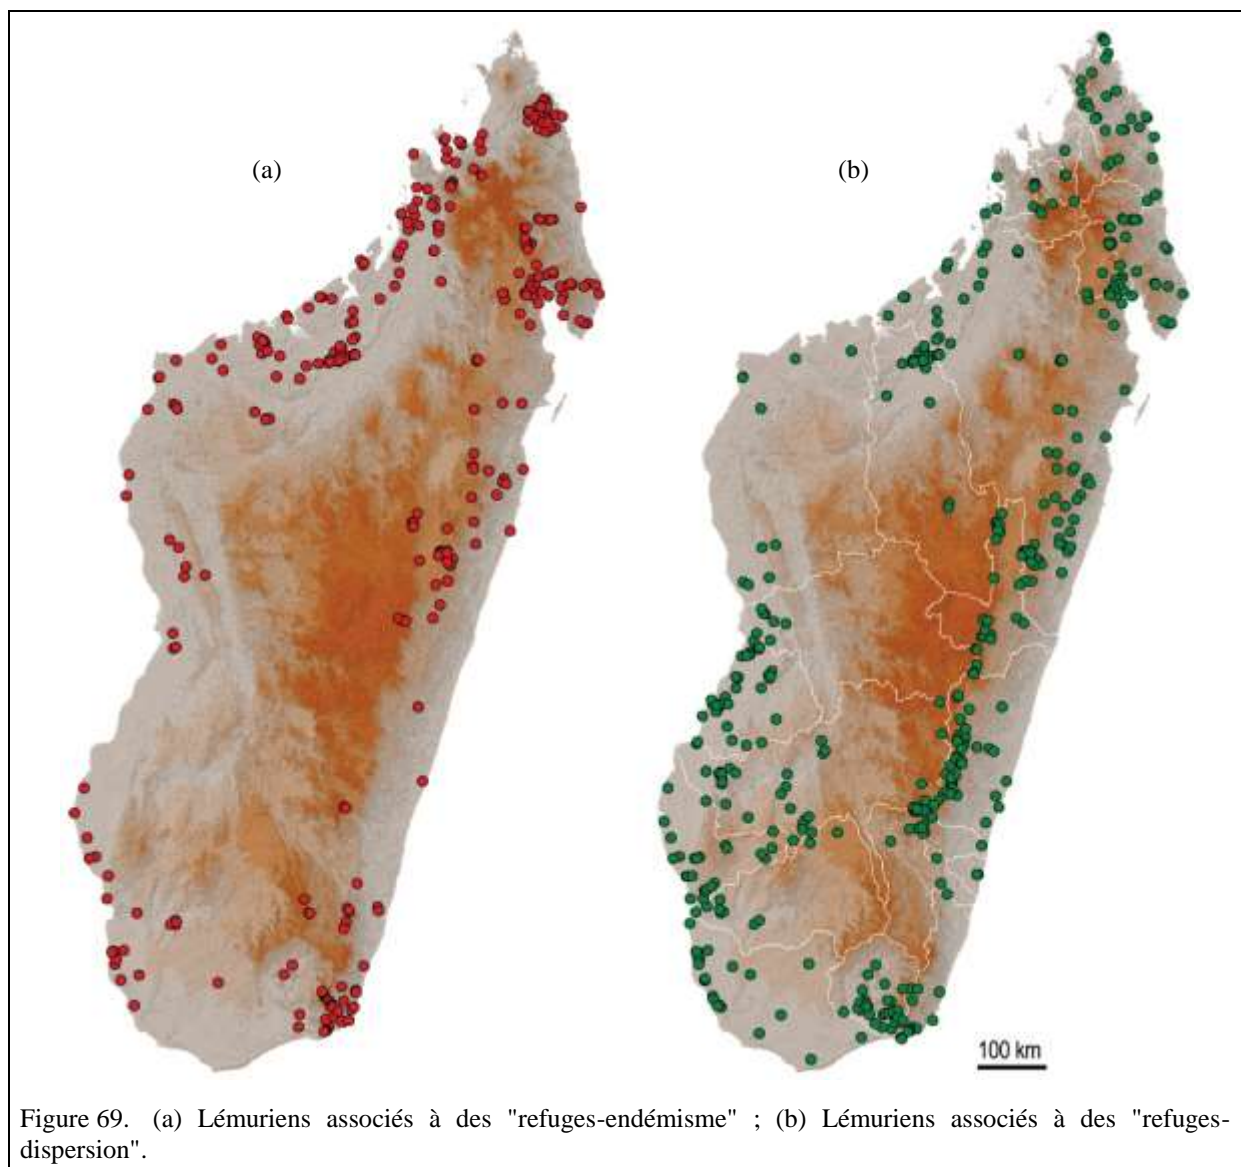 (a)
(b)
100 km
Figure 69. (a) Lémuriens associés à des "refuges-endémisme" ; (b) Lémuriens associés à des "refuges-
dispersion".